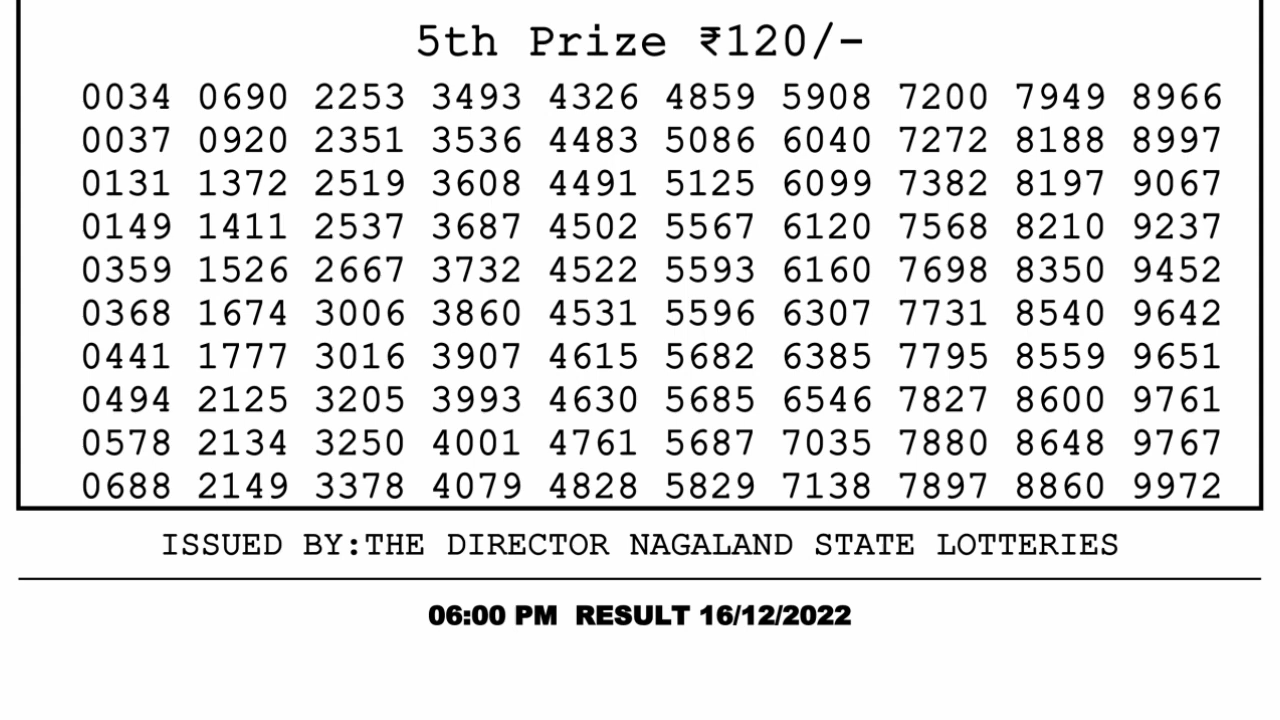 5th Prize ₹120/-
0034 0690 2253 3493 4326 4859 5908 7200 7949 8966
0037 0920 2351 3536 4483 5086 6040 7272 8188 8997
0131 1372 2519 3608 4491 5125 6099 7382 8197 9067
0149 1411 2537 3687 4502 5567 6120 7568 8210 9237
0359 1526 2667 3732 4522 5593 6160 7698 8350 9452
0368 1674 3006 3860 4531 5596 6307 7731 8540 9642
0441 1777 3016 3907 4615 5682 6385 7795 8559 9651
0494 2125 3205 3993 4630 5685 6546 7827 8600 9761
0578 2134 3250 4001 4761 5687 7035 7880 8648 9767
0688 2149 3378 4079 4828 5829 7138 7897 8860 9972
ISSUED BY:THE DIRECTOR NAGALAND STATE LOTTERIES
06:00 PM RESULT 16/12/2022